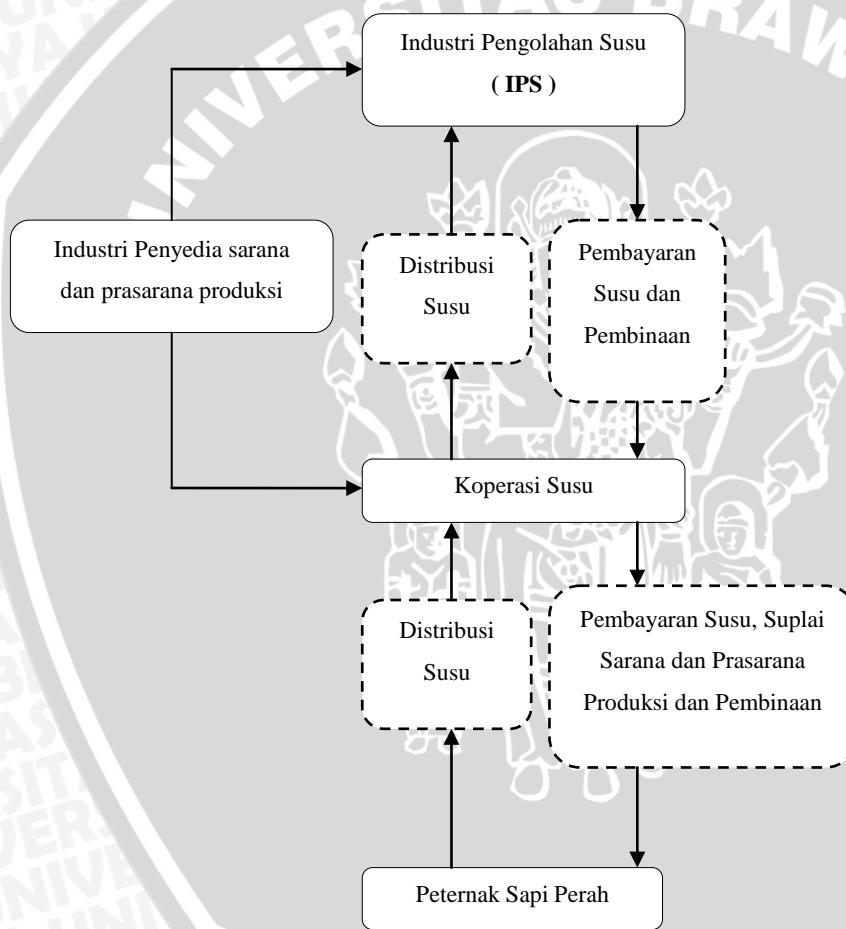 Industri Pengolahan Susu
( IPS )
Industri Penyedia sarana
dan prasarana produksi
Distribusi
Susu
Pembayaran
Susu dan
Pembinaan
Koperasi Susu
Distribusi
Susu
Pembayaran Susu, Suplai
Sarana dan Prasarana
Produksi dan Pembinaan
Peternak Sapi Perah